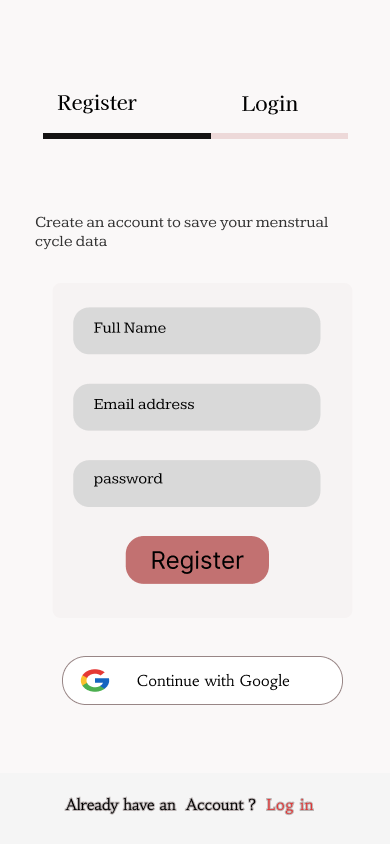 Register Login
Create an account to save your menstrual
cycle data
Full Name
Email address
password
Register
Continue with Google
Already have an Account ? Log in